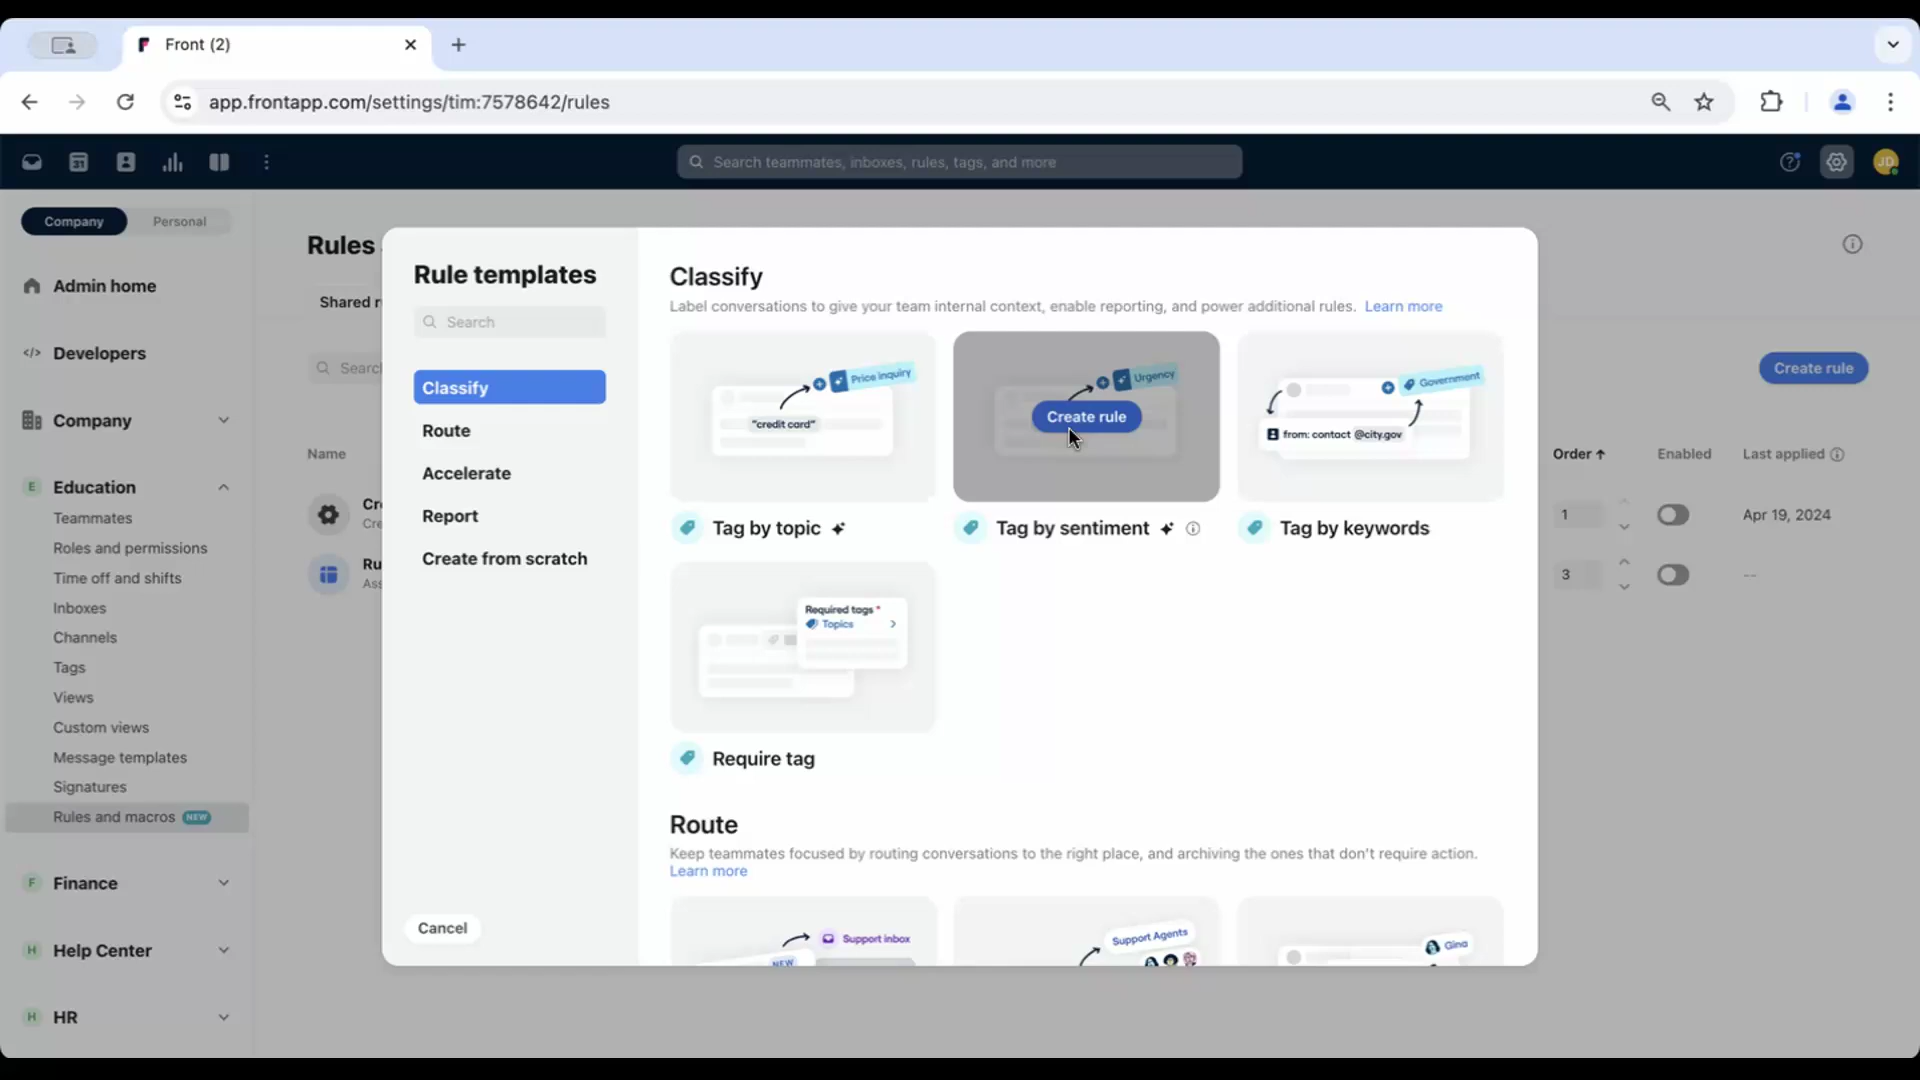 Front (2)
app.frontapp.com/settings/tim:7578642/rules
31
Search teammates, inboxes, rules, tags, and more
JD
Company
Personal
Admin home
Developers
Company
E Education
Teammates
Roles and permissions
Time off and shifts
Inboxes
Channels
Tags
Views
Custom views
Message templates
Signatures
Rules and macros NEW
F Finance
H Help Center
H HR
Rules
Shared r
Searc
Name
Cr
Cre
Ru
Ass
Rule templates
Search
Classify
Route
Accelerate
Report
Create from scratch
Cancel
Classify
Label conversations to give your team internal context, enable reporting, and power additional rules. Learn more
Price inquiry
"credit card"
Tag by topic
Urgency
Create rule
Tag by sentiment
Government
from: contact @city.gov
Tag by keywords
Required tags *
Topics
Require tag
Route
Keep teammates focused by routing conversations to the right place, and archiving the ones that don't require action.
Learn more
Support inbox
NEW
Support Agents
Gina
Create rule
Order
Enabled
Last applied
1
Apr 19, 2024
3
--